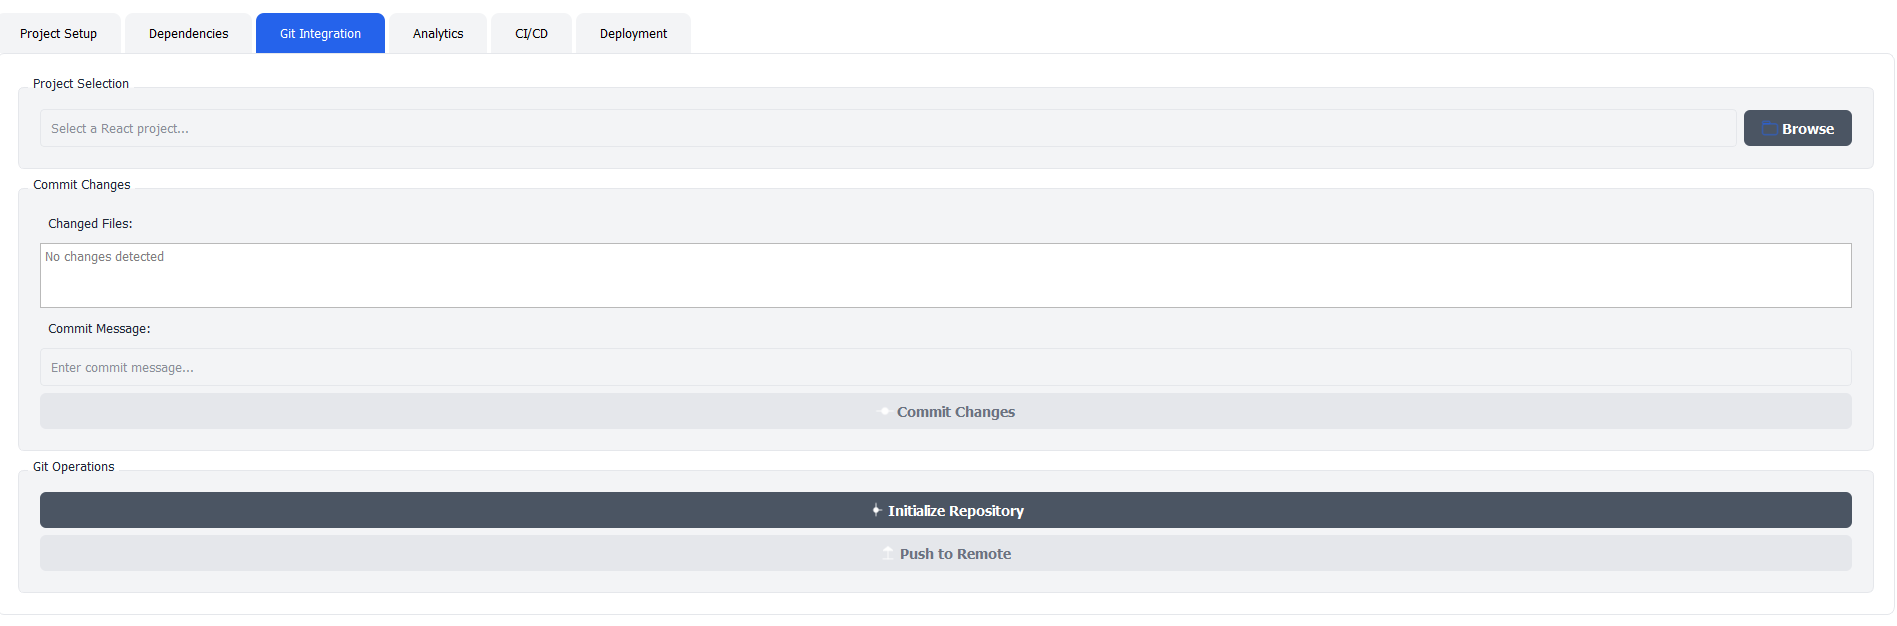 Project Setup
Dependencies
Git Integration
Analytics
CI/CD
Deployment
Project Selection
Select a React project...
Browse
Commit Changes
Changed Files:
No changes detected
Commit Message:
Enter commit message...
Commit Changes
Git Operations
Initialize Repository
Push to Remote